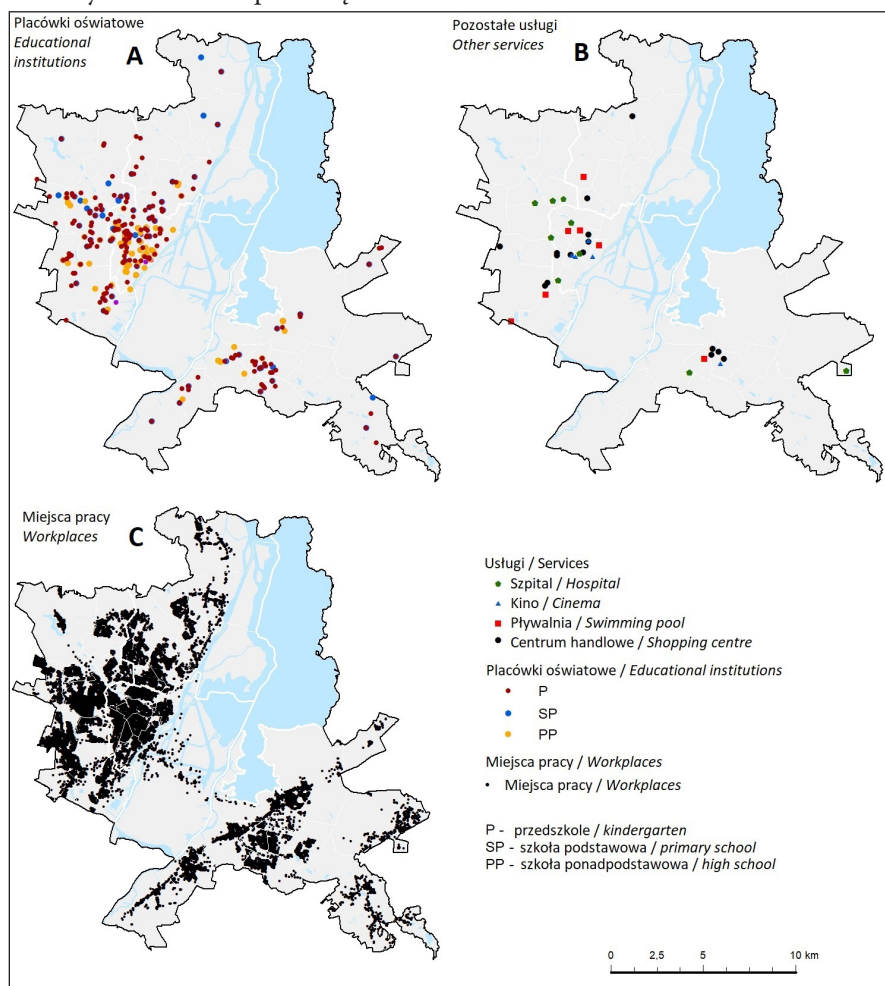 Placówki oświatowe
Educational
institutions
A
Pozostałe usługi
Other services
B
Miejsca pracy
Workplaces
C
Usługi / Services
Szpital / Hospital
Kino / Cinema
Pływalnia / Swimming pool
Centrum handlowe / Shopping centre
Placówki oświatowe / Educational institutions
P
SP
PP
Miejsca pracy / Workplaces
Miejsca pracy / Workplaces
P - przedszkole / kindergarten
SP - szkoła podstawowa / primary school
PP - szkoła ponadpodstawowa / high school
0 2,5 5 10 km